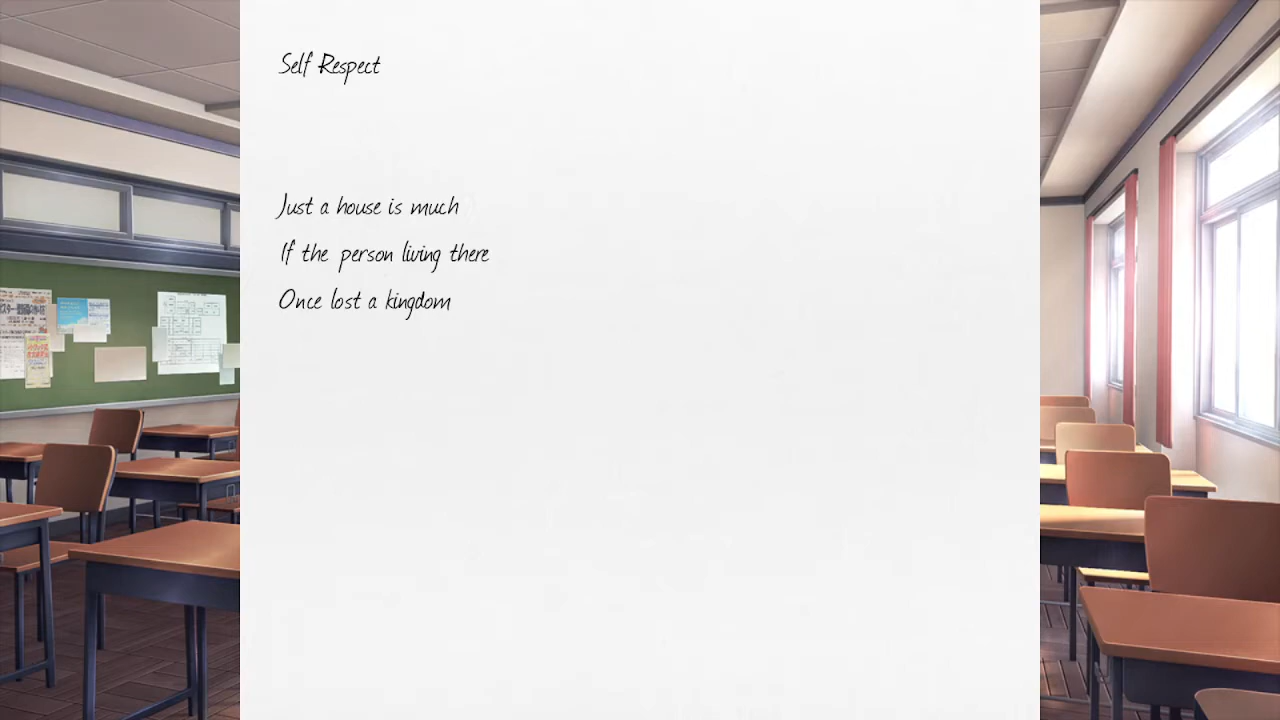 Self Respect
Just a house is much
If the person living there
Once lost a kingdom